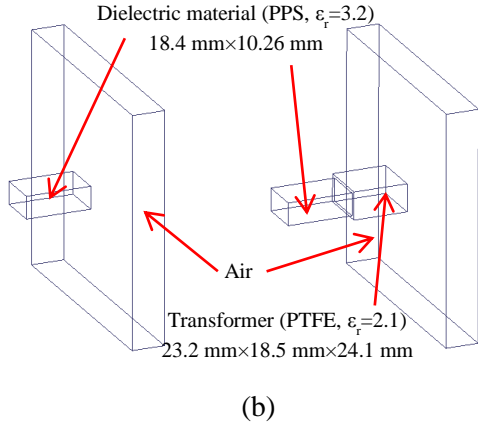 Dielectric material (PPS, εr=3.2)
18.4 mm×10.26 mm
Air
Transformer (PTFE, εr=2.1)
23.2 mm×18.5 mm×24.1 mm
(b)